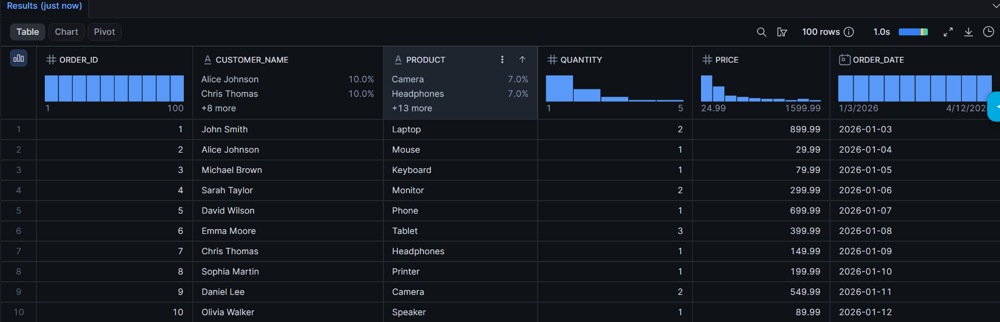 Results (just now)
Table Chart Pivot 100 rows 1.0s
ORDER_ID CUSTOMER_NAME PRODUCT QUANTITY PRICE ORDER_DATE
Alice Johnson 10.0% Camera 7.0%
Chris Thomas 10.0% Headphones 7.0%
1 100 +8 more +13 more 1 5 24.99 1599.99 1/3/2026 4/12/202
1 1 John Smith Laptop 2 899.99 2026-01-03
2 2 Alice Johnson Mouse 1 29.99 2026-01-04
3 3 Michael Brown Keyboard 1 79.99 2026-01-05
4 4 Sarah Taylor Monitor 2 299.99 2026-01-06
5 5 David Wilson Phone 1 699.99 2026-01-07
6 6 Emma Moore Tablet 3 399.99 2026-01-08
7 7 Chris Thomas Headphones 1 149.99 2026-01-09
8 8 Sophia Martin Printer 1 199.99 2026-01-10
9 9 Daniel Lee Camera 2 549.99 2026-01-11
10 10 Olivia Walker Speaker 1 89.99 2026-01-12